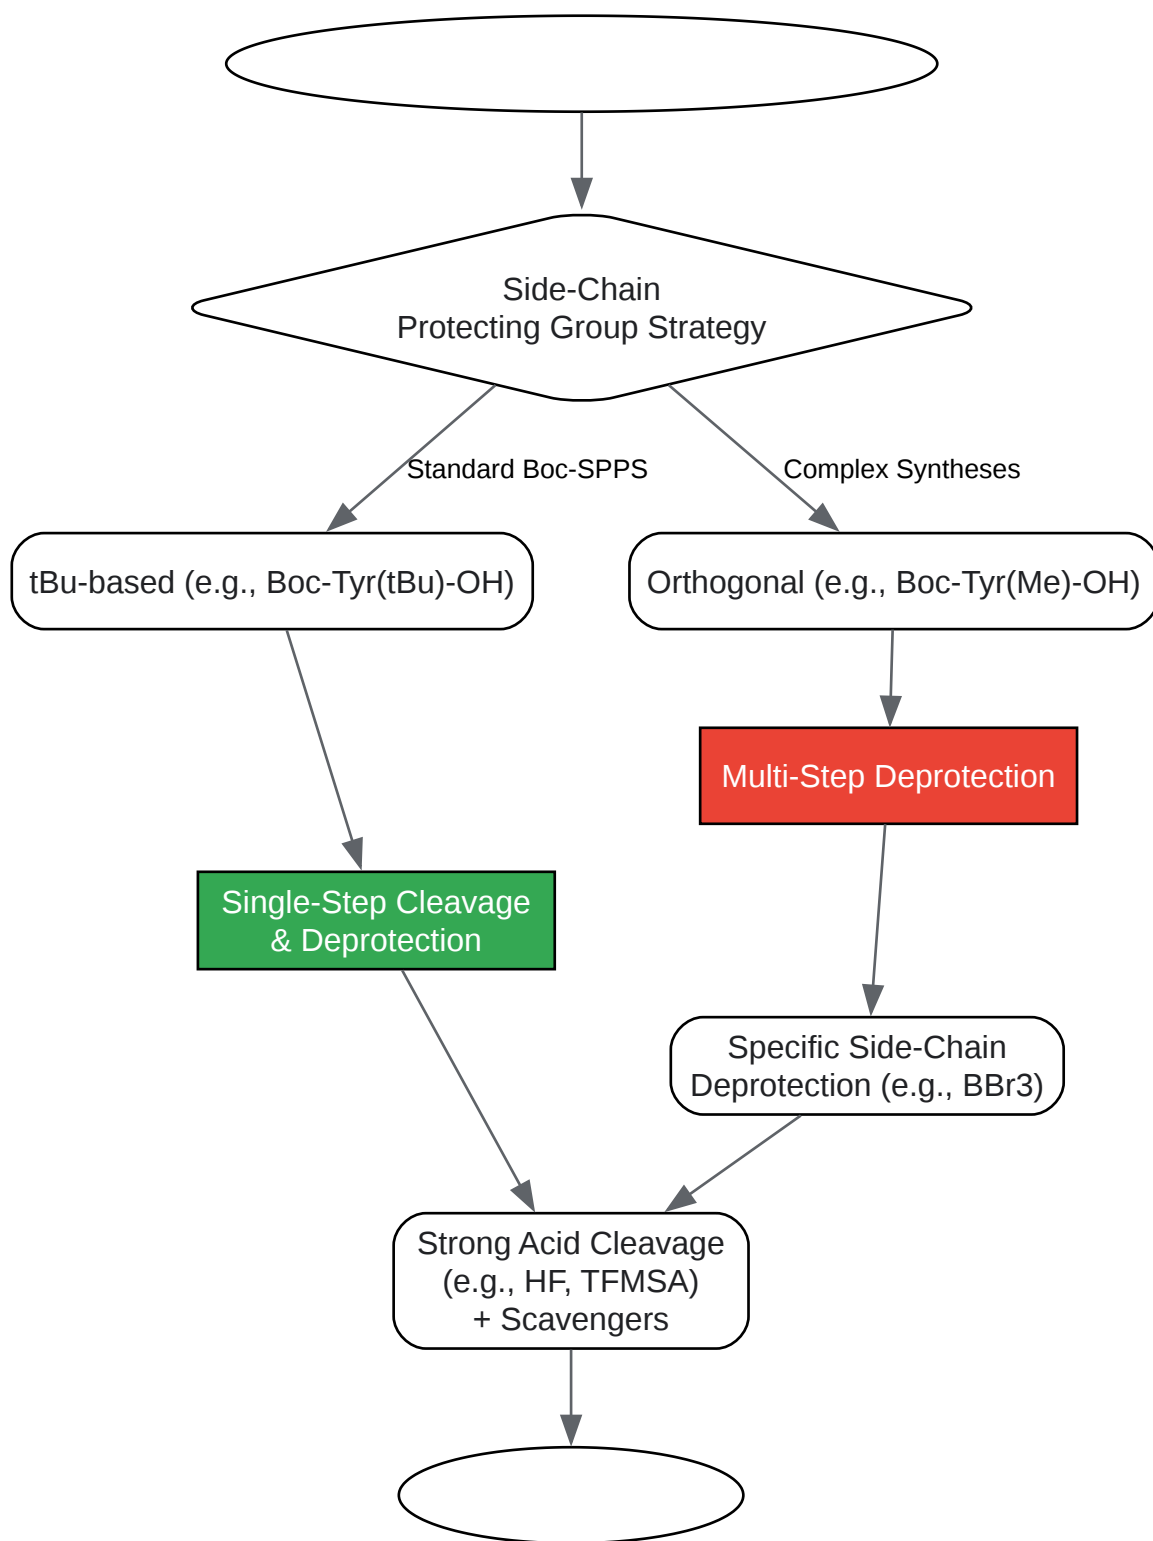 Side-Chain
Protecting Group Strategy
Standard Boc-SPPS
Complex Syntheses
tBu-based (e.g., Boc-Tyr(tBu)-OH)
Orthogonal (e.g., Boc-Tyr(Me)-OH)
Multi-Step Deprotection
Single-Step Cleavage
& Deprotection
Specific Side-Chain
Deprotection (e.g., BBr3)
Strong Acid Cleavage
(e.g., HF, TFMSA)
+ Scavengers